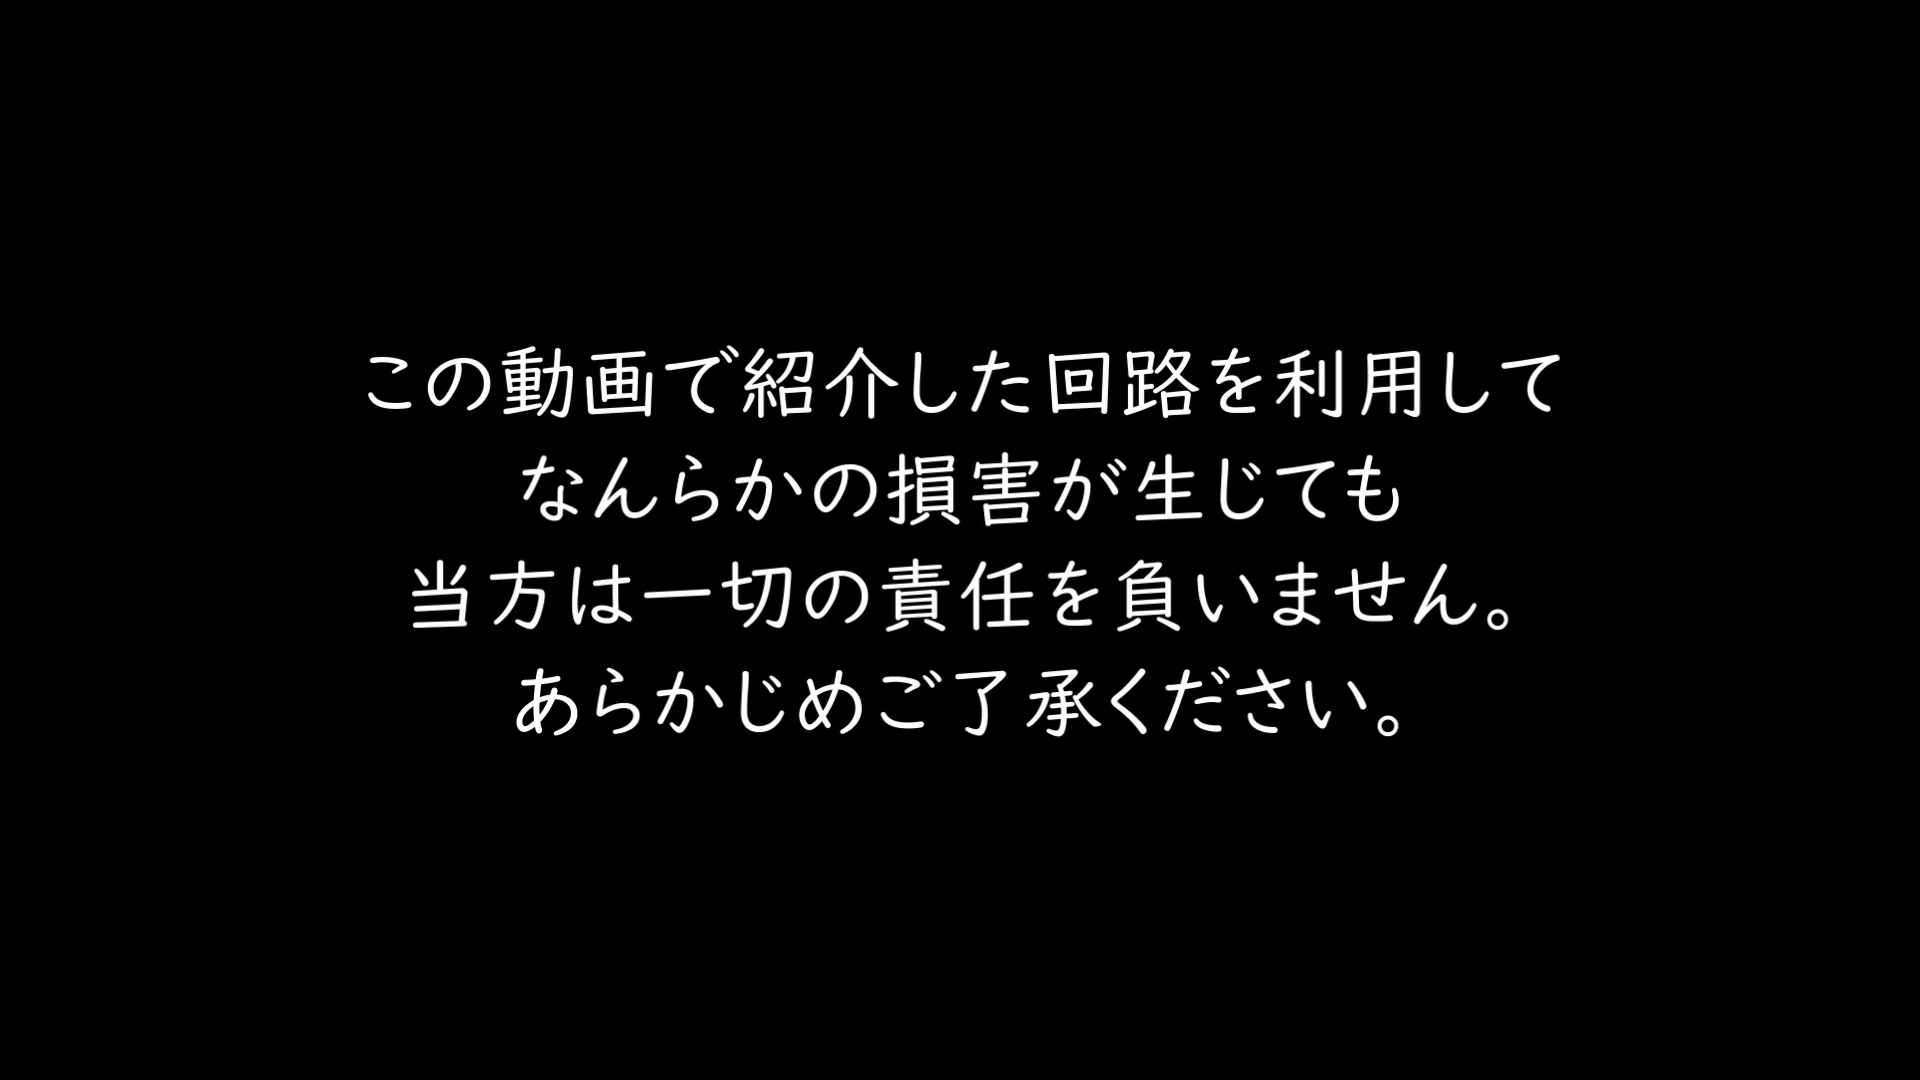 この動画で紹介した回路を利用して
なんらかの損害が生じても
当方は一切の責任を負いません。
あらかじめご了承ください。